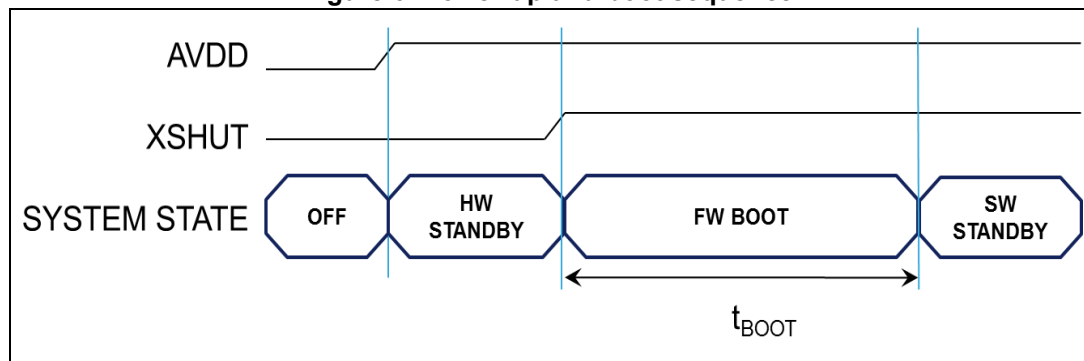 AVDD
XSHUT
SYSTEM STATE
OFF
HW
STANDBY
FW BOOT
SW
STANDBY
tBOOT